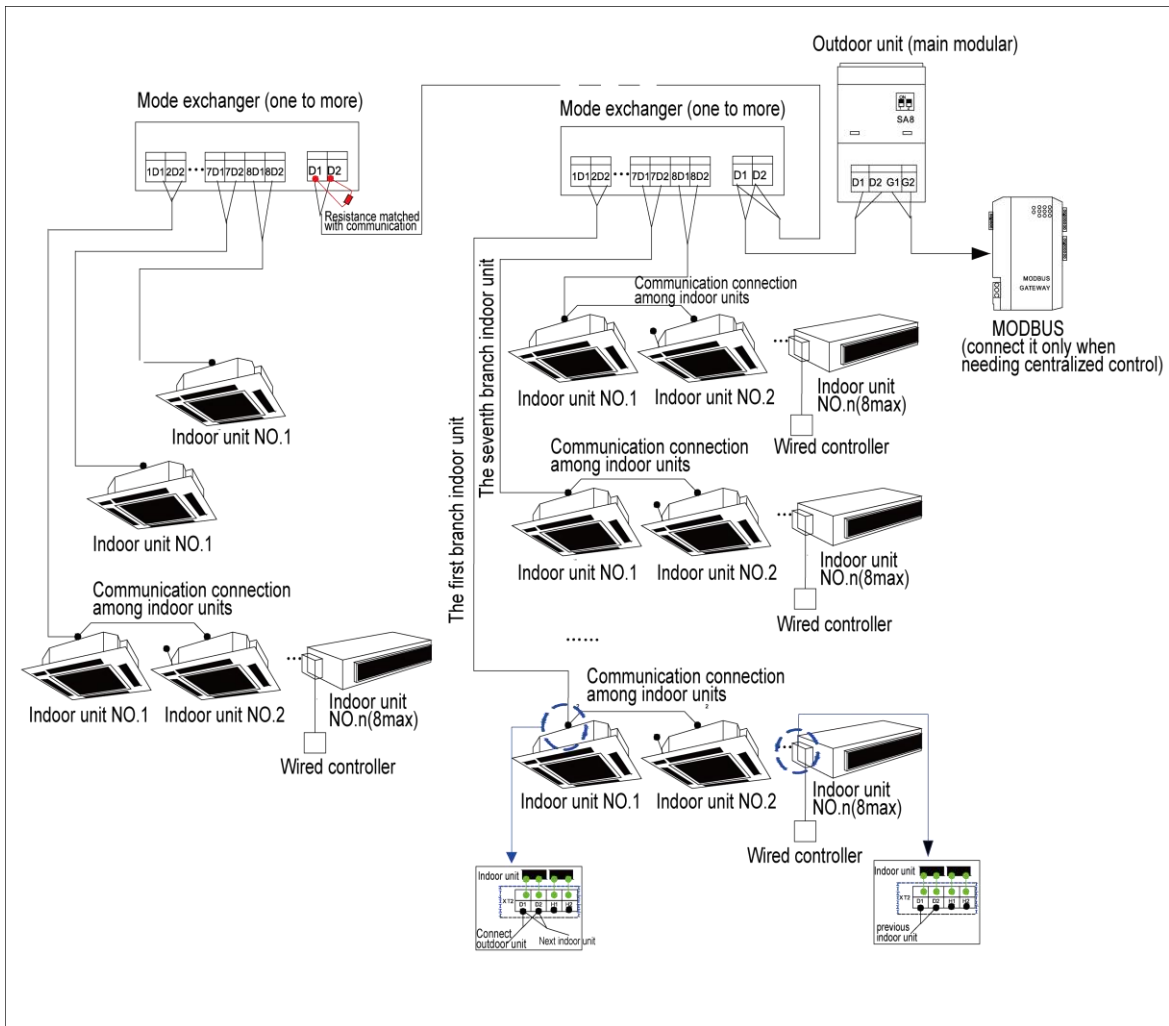 Outdoor unit (main modular)
Mode exchanger (one to more)
Mode exchanger (one to more)
ON
SA8
1D1 2D2 ••• 7D1 7D2 8D1 8D2 D1 D2
1D1 2D2 ••• 7D1 7D2 8D1 8D2 D1 D2
D1 D2 G1 G2
Resistance matched
with communication
MODBUS
GATEWAY
MODBUS
(connect it only when
needing centralized control)
The first branch indoor unit
The seventh branch indoor unit
Communication connection
among indoor units
•••
Indoor unit NO.1
Indoor unit NO.2
Indoor unit
NO.n(8max)
Wired controller
Indoor unit NO.1
Indoor unit NO.1
Communication connection
among indoor units
•••
Indoor unit NO.1
Indoor unit NO.2
Indoor unit
NO.n(8max)
Wired controller
......
Communication connection
among indoor units
•••
Indoor unit NO.1
Indoor unit NO.2
Indoor unit
NO.n(8max)
Wired controller
Communication connection
among indoor units
2 2
•••
Indoor unit NO.1
Indoor unit NO.2
Indoor unit
NO.n(8max)
Wired controller
Indoor unit
XT2
D1 D2 H1 H2
Connect
outdoor unit
Next indoor unit
Indoor unit
XT2
D1 D2 H1 H2
previous
indoor unit